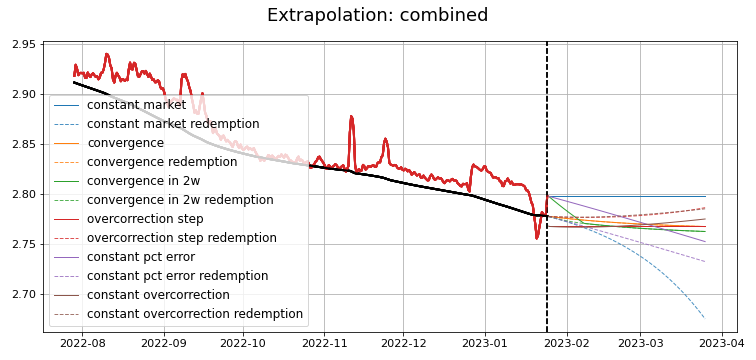 Extrapolation: combined
2.95
2.90
2.85
2.80
2.75
2.70
constant market
constant market redemption
convergence
convergence redemption
convergence in 2w
convergence in 2w redemption
overcorrection step
overcorrection step redemption
constant pct error
constant pct error redemption
constant overcorrection
constant overcorrection redemption
2022-08 2022-09 2022-10 2022-11 2022-12 2023-01 2023-02 2023-03 2023-04